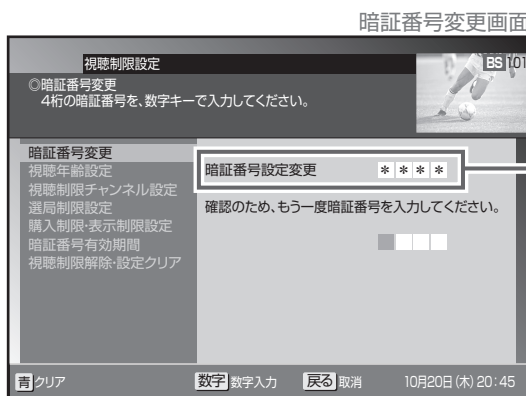 暗証番号変更画面
視聴制限設定
BS 101
◎暗証番号変更
4桁の暗証番号を、数字キーで入力してください。
暗証番号変更
視聴年齢設定
視聴制限チャンネル設定
選局制限設定
購入制限・表示制限設定
暗証番号有効期間
視聴制限解除・設定クリア
暗証番号設定変更 ＊ ＊ ＊ ＊
確認のため、もう一度暗証番号を入力してください。
青 クリア 数字 数字入力 戻る 取消 10月20日(木)20:45